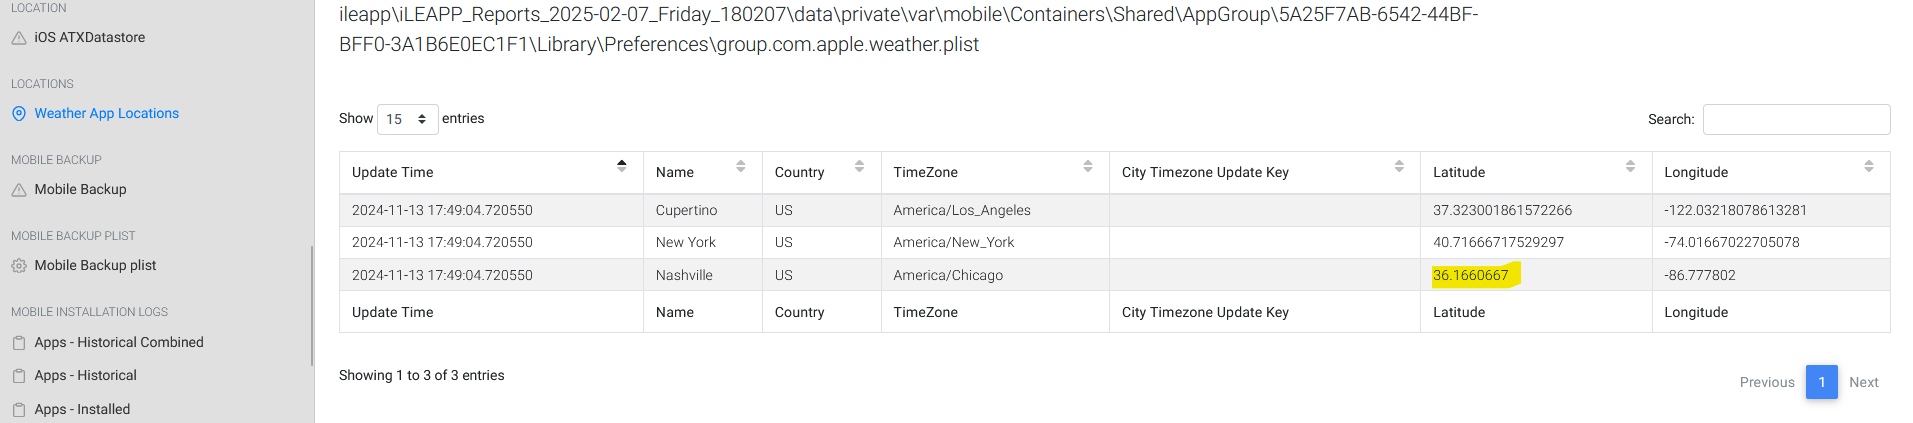 LOCATION
iOS ATXDatastore
LOCATIONS
Weather App Locations
MOBILE BACKUP
Mobile Backup
MOBILE BACKUP PLIST
Mobile Backup plist
MOBILE INSTALLATION LOGS
Apps - Historical Combined
Apps - Historical
Apps - Installed
ileapp\iLEAPP_Reports_2025-02-07_Friday_180207\data\private\var\mobile\Containers\Shared\AppGroup\5A25F7AB-6542-44BF-
BFF0-3A1B6E0EC1F1\Library\Preferences\group.com.apple.weather.plist
Show 15 entries Search:
Update Time Name Country TimeZone City Timezone Update Key Latitude Longitude
2024-11-13 17:49:04.720550 Cupertino US America/Los_Angeles 37.323001861572266 -122.03218078613281
2024-11-13 17:49:04.720550 New York US America/New_York 40.71666717529297 -74.01667022705078
2024-11-13 17:49:04.720550 Nashville US America/Chicago 36.1660667 -86.777802
Update Time Name Country TimeZone City Timezone Update Key Latitude Longitude
Showing 1 to 3 of 3 entries Previous 1 Next